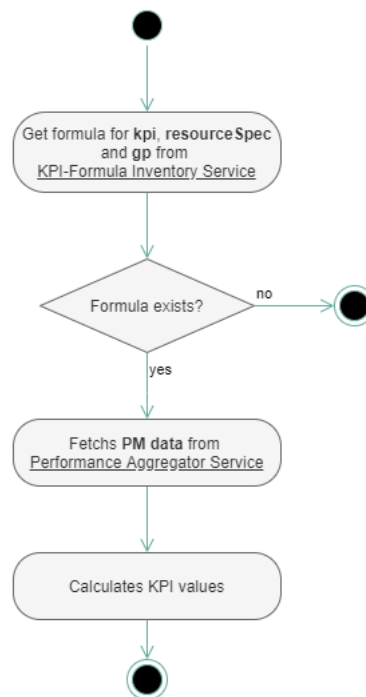 Get formula for kpi, resourceSpec
and gp from
KPI-Formula Inventory Service
Formula exists?
no
yes
Fetchs PM data from
Performance Aggregator Service
Calculates KPI values